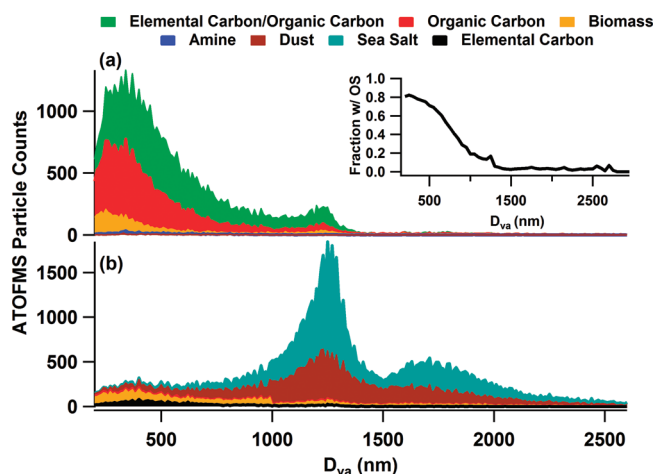 Elemental Carbon/Organic Carbon Organic Carbon Biomass
Amine Dust Sea Salt Elemental Carbon
(a)
ATOFMS Particle Counts
1000
500
0
Fraction w/ OS
1.0
0.8
0.6
0.4
0.2
0.0
500 1500 2500
Dva (nm)
(b)
1500
1000
500
0
500 1000 1500 2000 2500
Dva (nm)